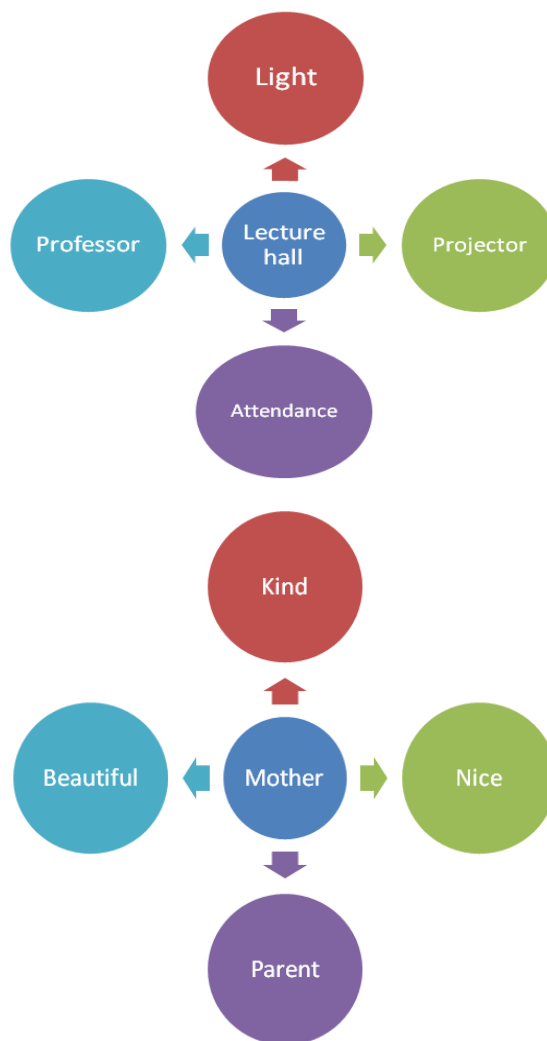 Light
Professor
Lecture
hall
Projector
Attendance
Kind
Beautiful
Mother
Nice
Parent